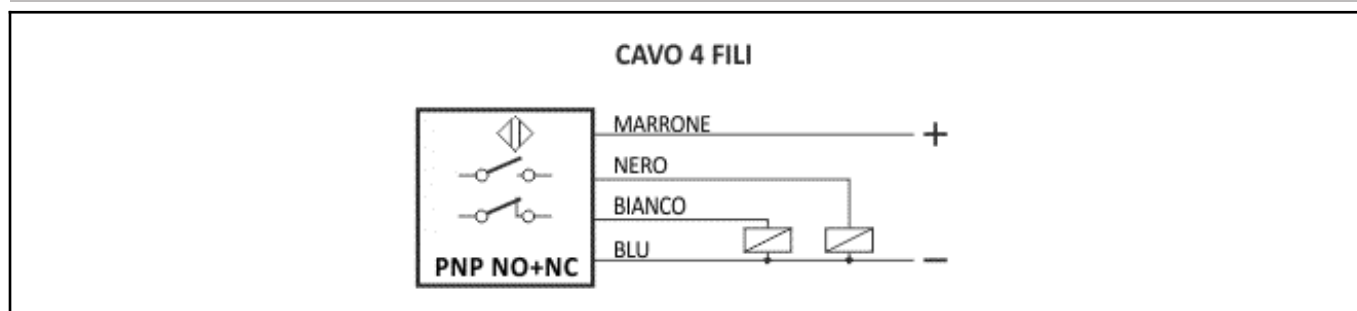 CAVO 4 FILI
MARRONE +
NERO
BIANCO
BLU −
PNP NO+NC